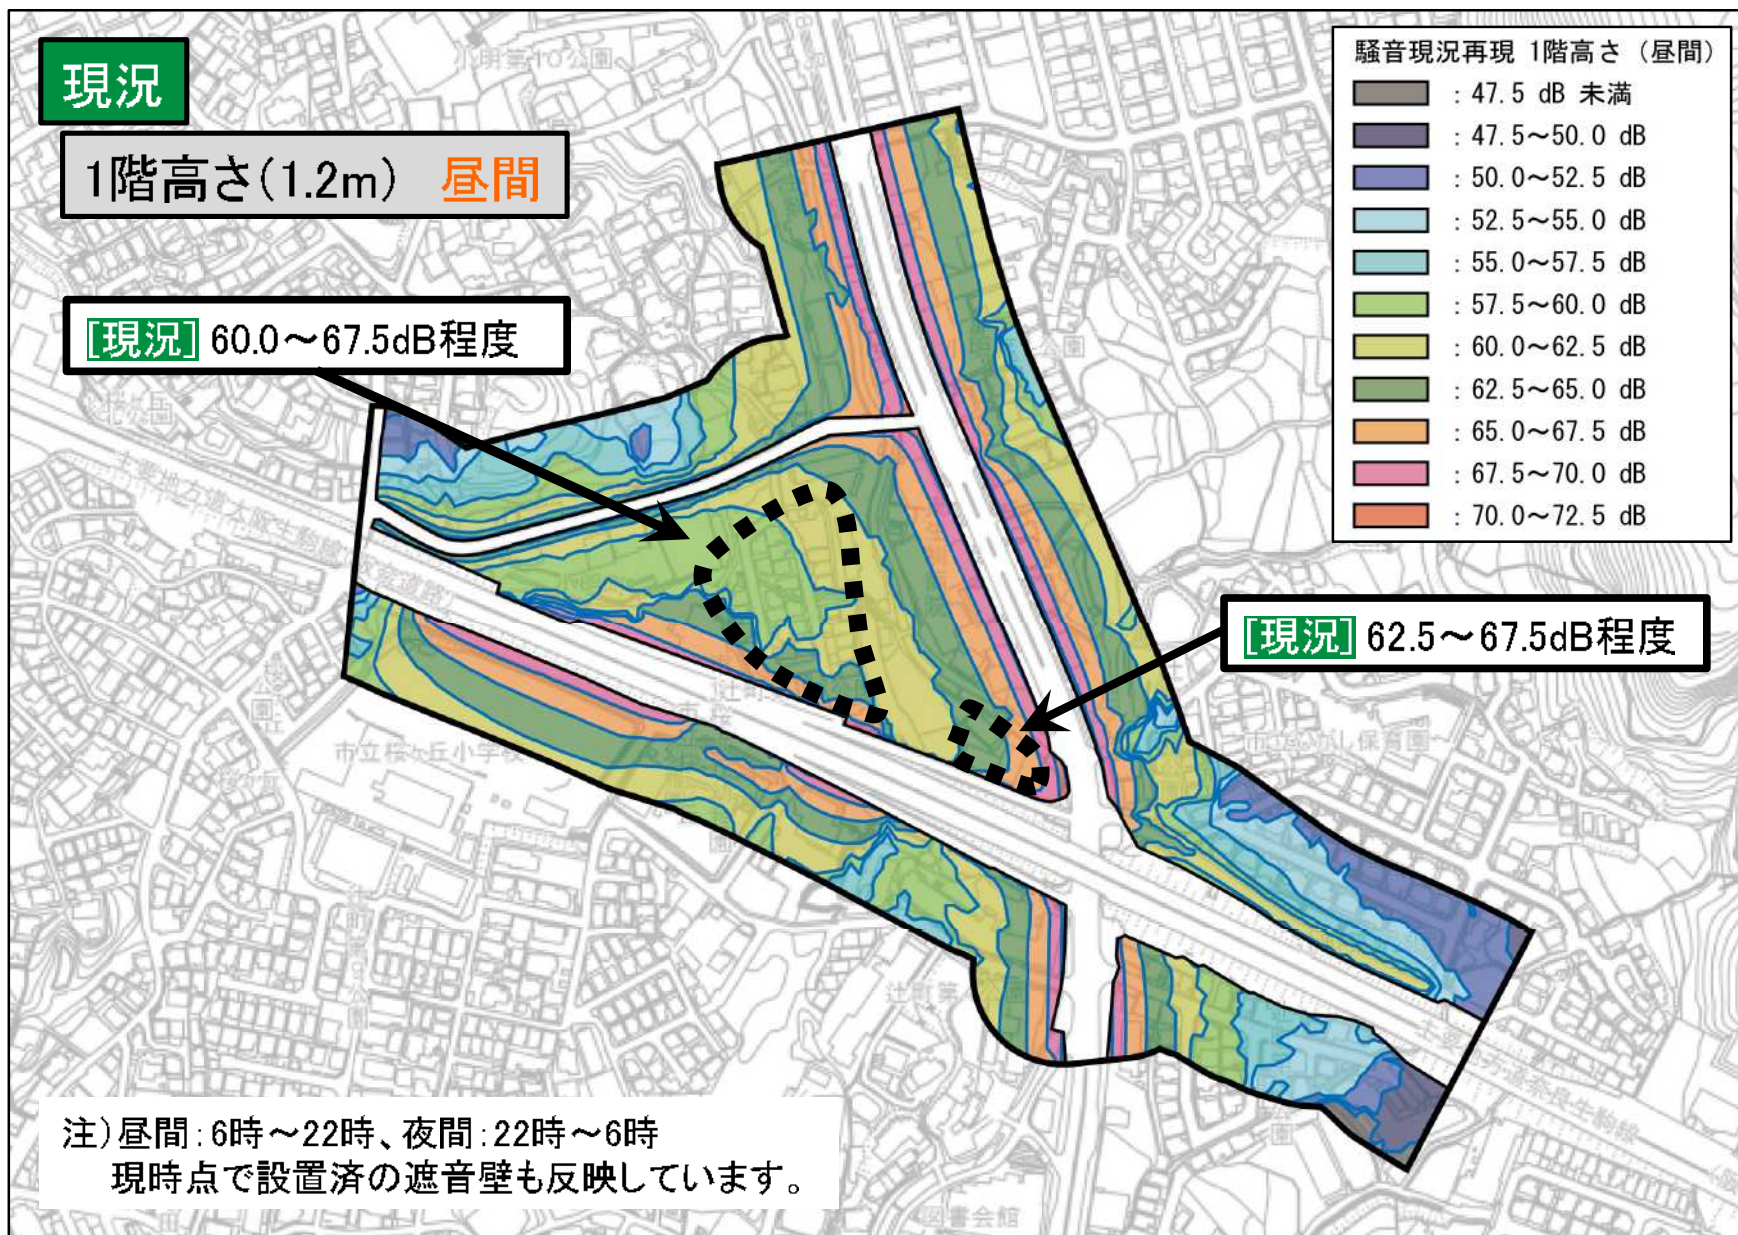 現況
1階高さ(1.2m) 昼間
[現況] 60.0～67.5dB程度
騒音現況再現 1階高さ (昼間)
: 47.5 dB 未満
: 47.5～50.0 dB
: 50.0～52.5 dB
: 52.5～55.0 dB
: 55.0～57.5 dB
: 57.5～60.0 dB
: 60.0～62.5 dB
: 62.5～65.0 dB
: 65.0～67.5 dB
: 67.5～70.0 dB
: 70.0～72.5 dB
[現況] 62.5～67.5dB程度
市立桜ヶ丘小学校
図書会館
注)昼間:6時～22時、夜間:22時～6時
現時点で設置済の遮音壁も反映しています。